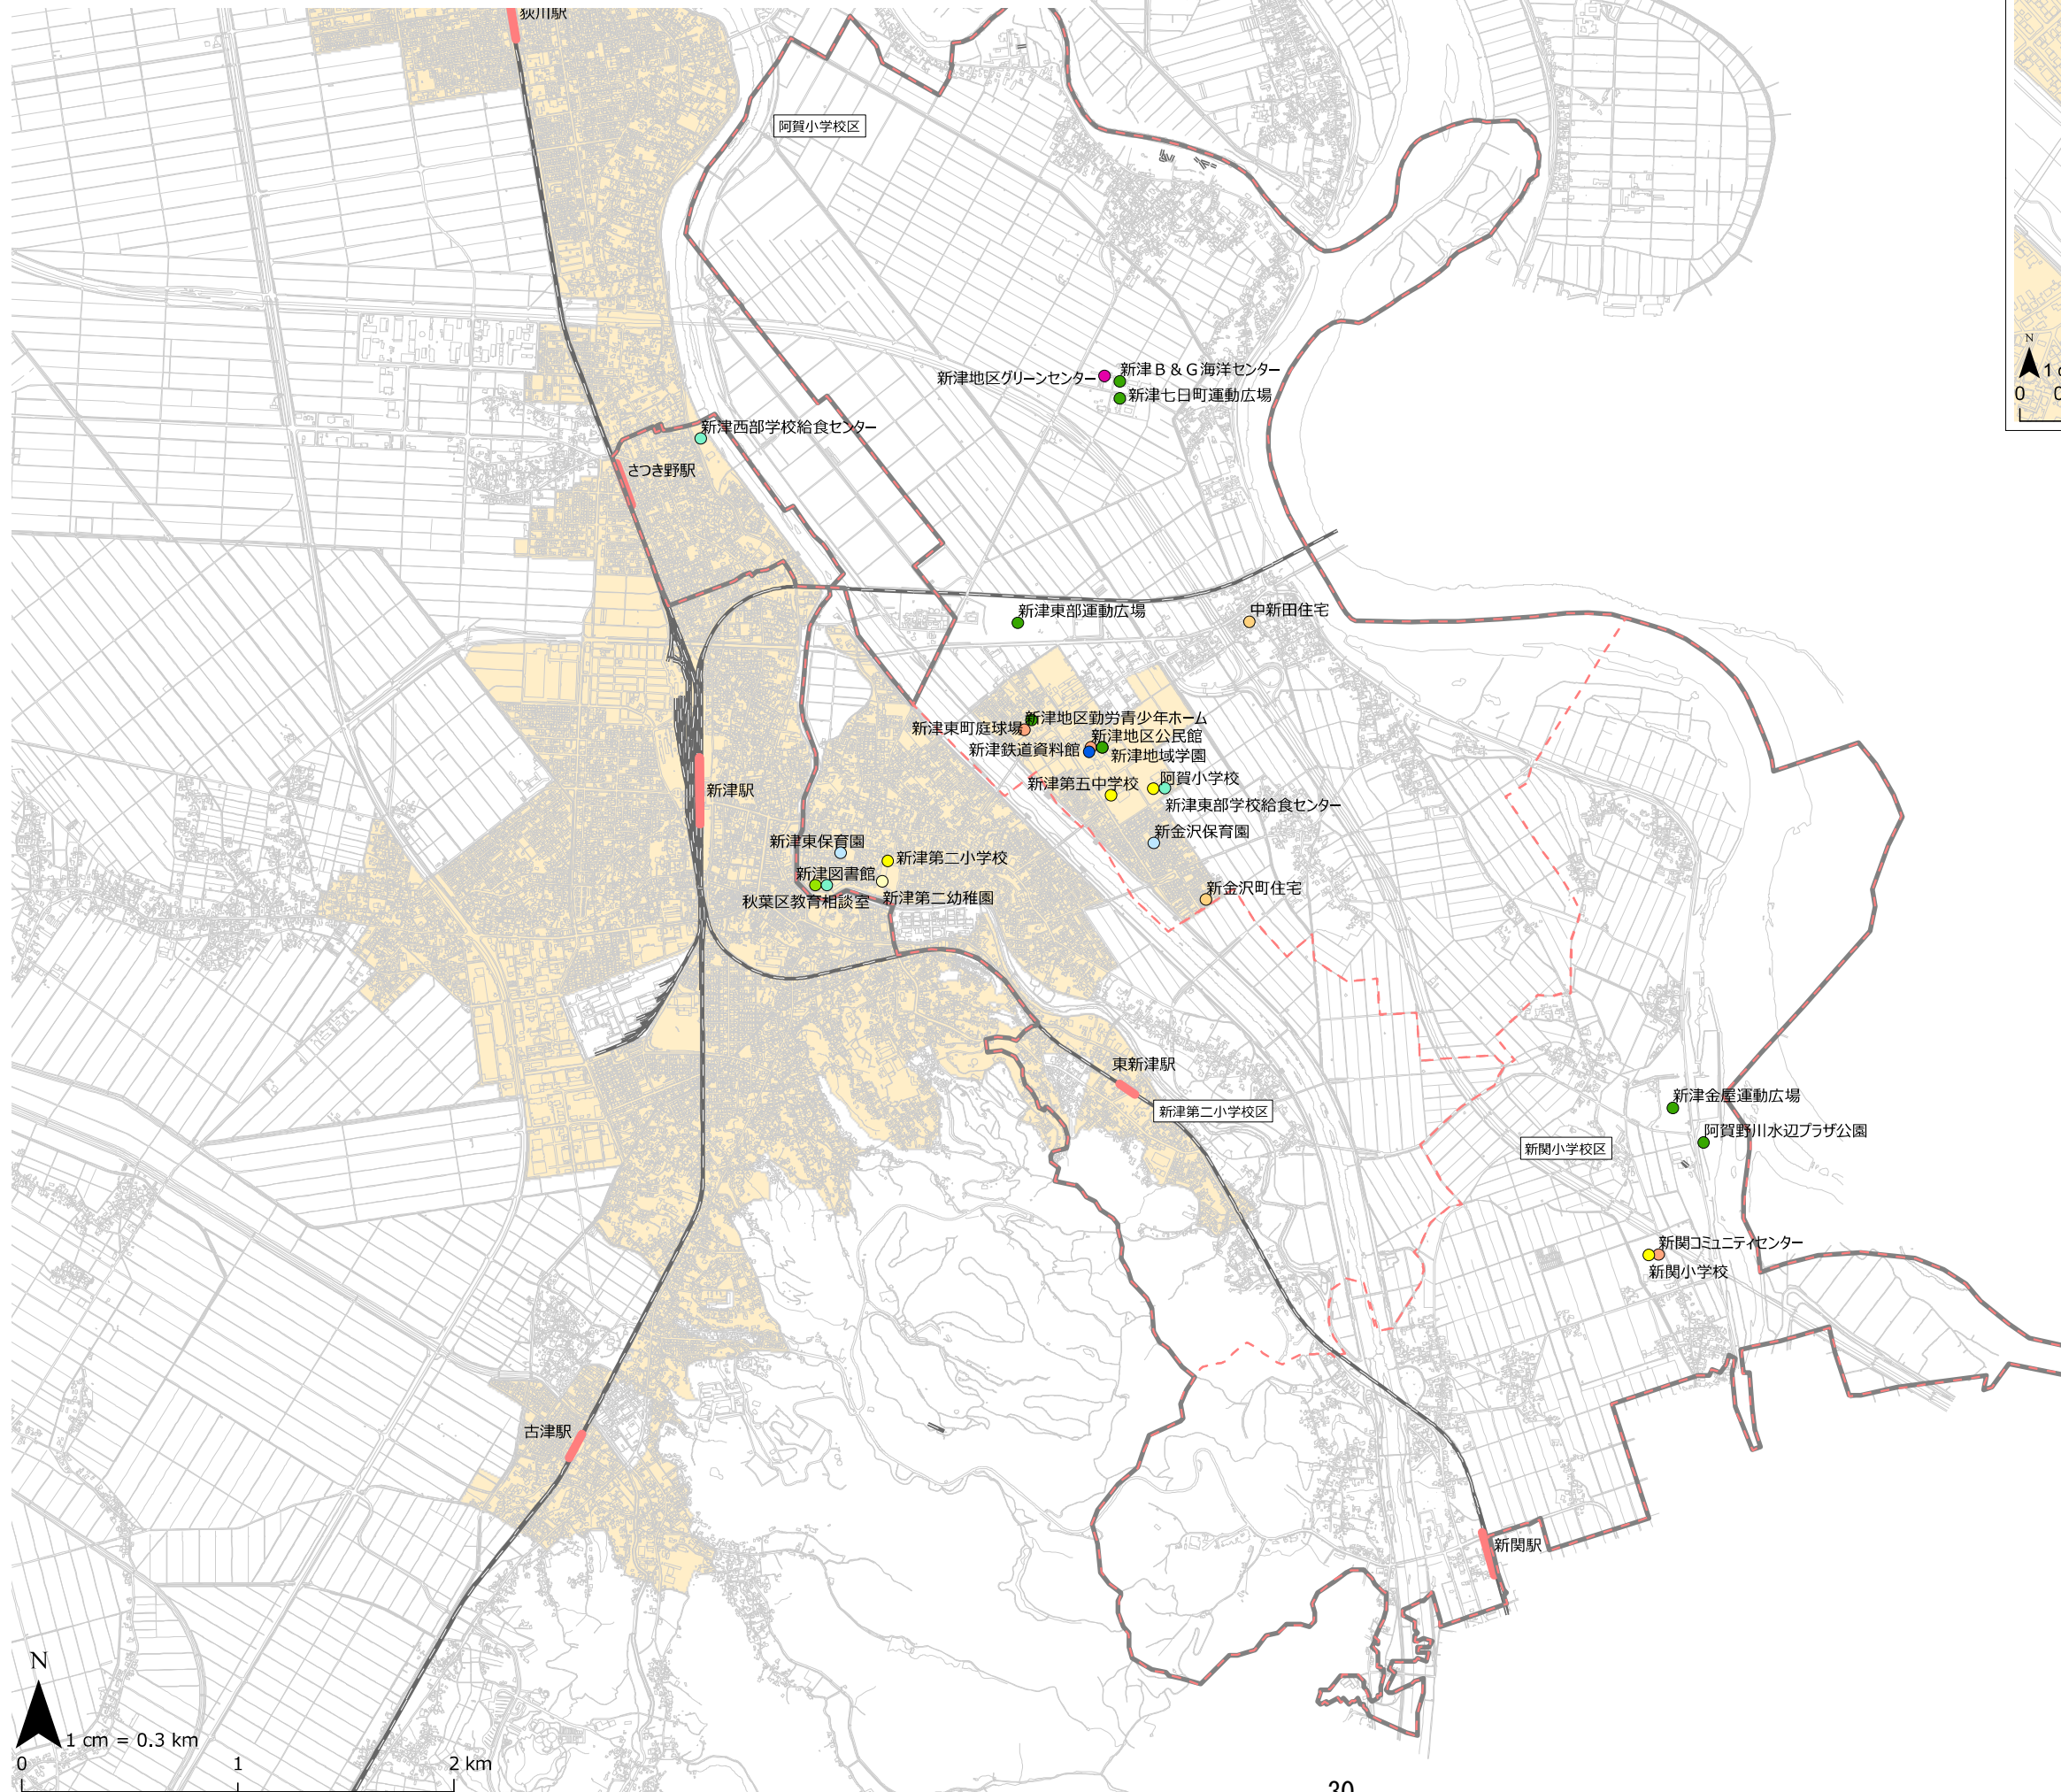 荻川駅
阿賀小学校区
新津Ｂ＆Ｇ海洋センター
新津地区グリーンセンター
新津七日町運動広場
N
1 c
0
新津西部学校給食センター
さつき野駅
新津東部運動広場
中新田住宅
新津地区勤労青少年ホーム
新津東町庭球場
新津地区公民館
新津鉄道資料館
新津地域学園
新津第五中学校
阿賀小学校
新津駅
新津東部学校給食センター
新金沢保育園
新津東保育園
新津第二小学校
新津図書館
新金沢町住宅
新津第二幼稚園
秋葉区教育相談室
東新津駅
新津第二小学校区
新津金屋運動広場
阿賀野川水辺プラザ公園
新関小学校区
新関コミュニティセンター
新関小学校
古津駅
新関駅
N
1 cm = 0.3 km
0 1 2 km
30